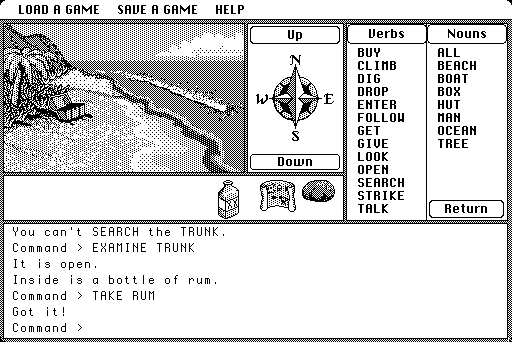 LOAD A GAME SAVE A GAME HELP
Up
N
W E
S
Down
Verbs
BUY
CLIMB
DIG
DROP
ENTER
FOLLOW
GET
GIVE
LOOK
OPEN
SEARCH
STRIKE
TALK
Nouns
ALL
BEACH
BOAT
BOX
HUT
MAN
OCEAN
TREE
Return
You can't SEARCH the TRUNK.
Command > EXAMINE TRUNK
It is open.
Inside is a bottle of rum.
Command > TAKE RUM
Got it!
Command >